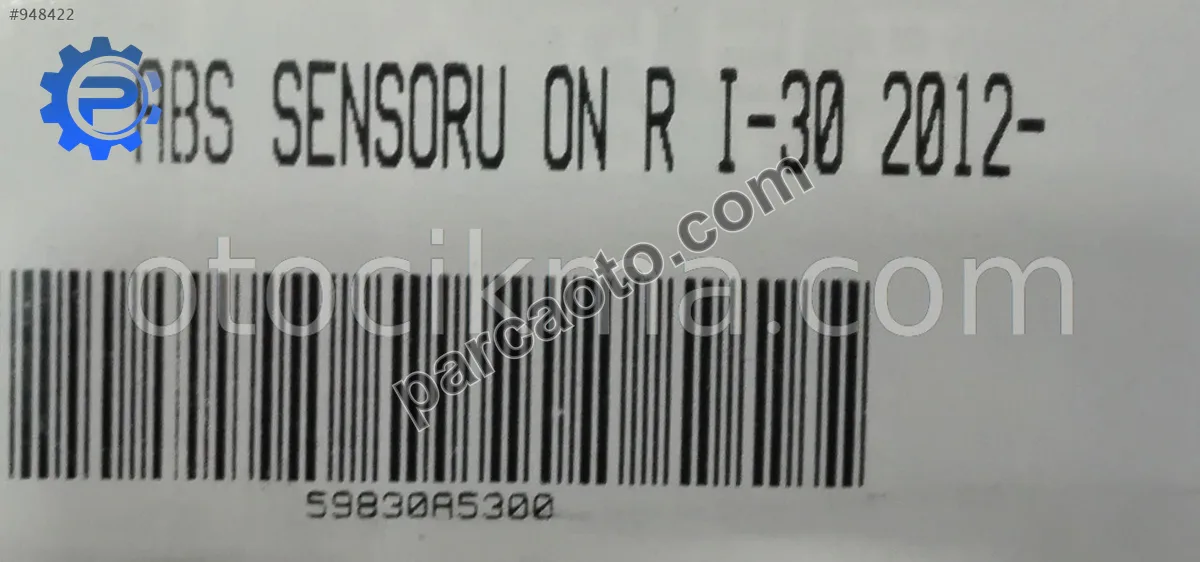 #948422
ABS SENSORU ON R I-30 2012-
otocikma.com
parcaoto.com
59830A5300